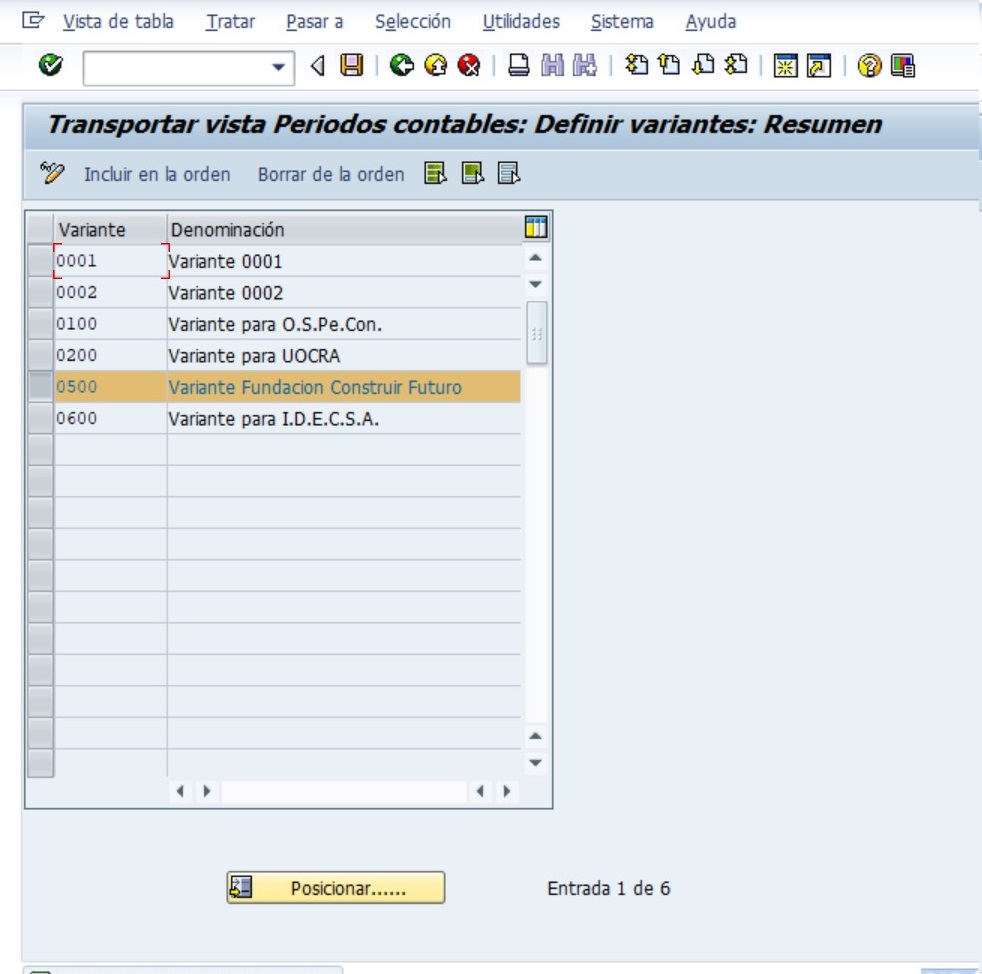 Vista de tabla Tratar Pasar a Selección Utilidades Sistema Ayuda
Transportar vista Periodos contables: Definir variantes: Resumen
Incluir en la orden Borrar de la orden
Variante Denominación
0001 Variante 0001
0002 Variante 0002
0100 Variante para O.S.Pe.Con.
0200 Variante para UOCRA
0500 Variante Fundacion Construir Futuro
0600 Variante para I.D.E.C.S.A.
Posicionar...... Entrada 1 de 6